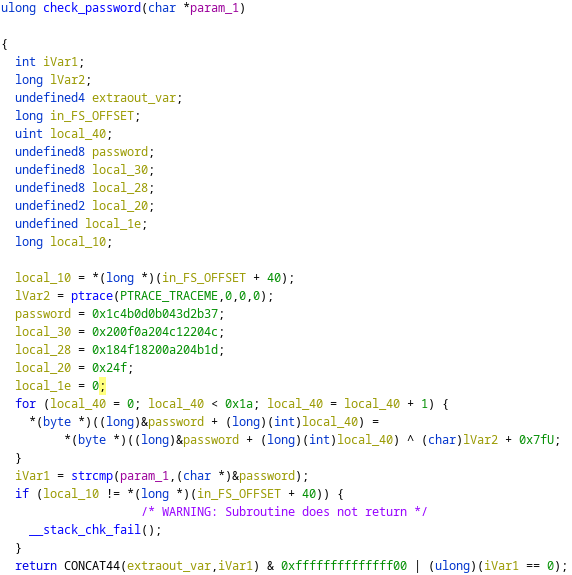 ulong check_password(char *param_1)
{
int iVar1;
long lVar2;
undefined4 extraout_var;
long in_FS_OFFSET;
uint local_40;
undefined8 password;
undefined8 local_30;
undefined8 local_28;
undefined2 local_20;
undefined local_1e;
long local_10;
local_10 = *(long *)(in_FS_OFFSET + 40);
lVar2 = ptrace(PTRACE_TRACEME,0,0,0);
password = 0x1c4b0d0b043d2b37;
local_30 = 0x200f0a204c12204c;
local_28 = 0x184f18200a204b1d;
local_20 = 0x24f;
local_1e = 0;
for (local_40 = 0; local_40 < 0x1a; local_40 = local_40 + 1) {
*(byte *)((long)&password + (long)(int)local_40) =
*(byte *)((long)&password + (long)(int)local_40) ^ (char)lVar2 + 0x7fU;
}
iVar1 = strcmp(param_1,(char *)&password);
if (local_10 != *(long *)(in_FS_OFFSET + 40)) {
/* WARNING: Subroutine does not return */
__stack_chk_fail();
}
return CONCAT44(extraout_var,iVar1) & 0xffffffffffffff00 | (ulong)(iVar1 == 0);